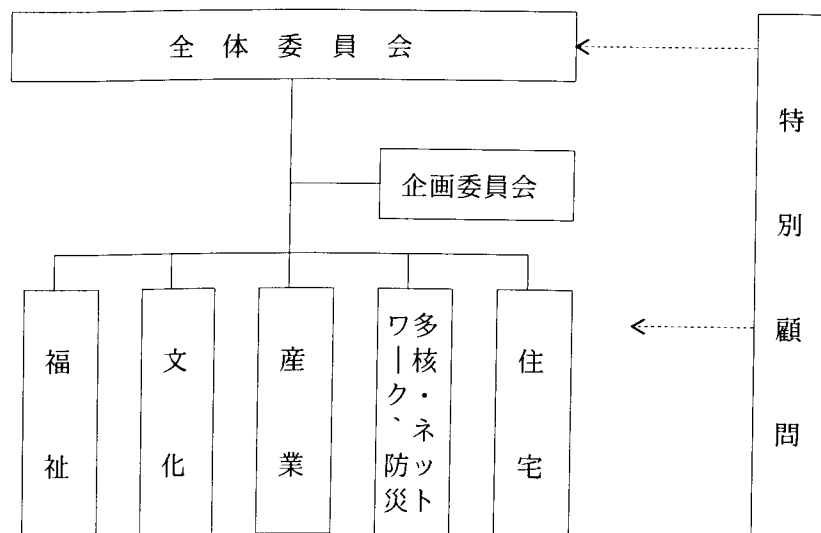 全体委員会
企画委員会
福祉
文化
産業
多核・ネット
ワーク、防災
住宅
特別顧問